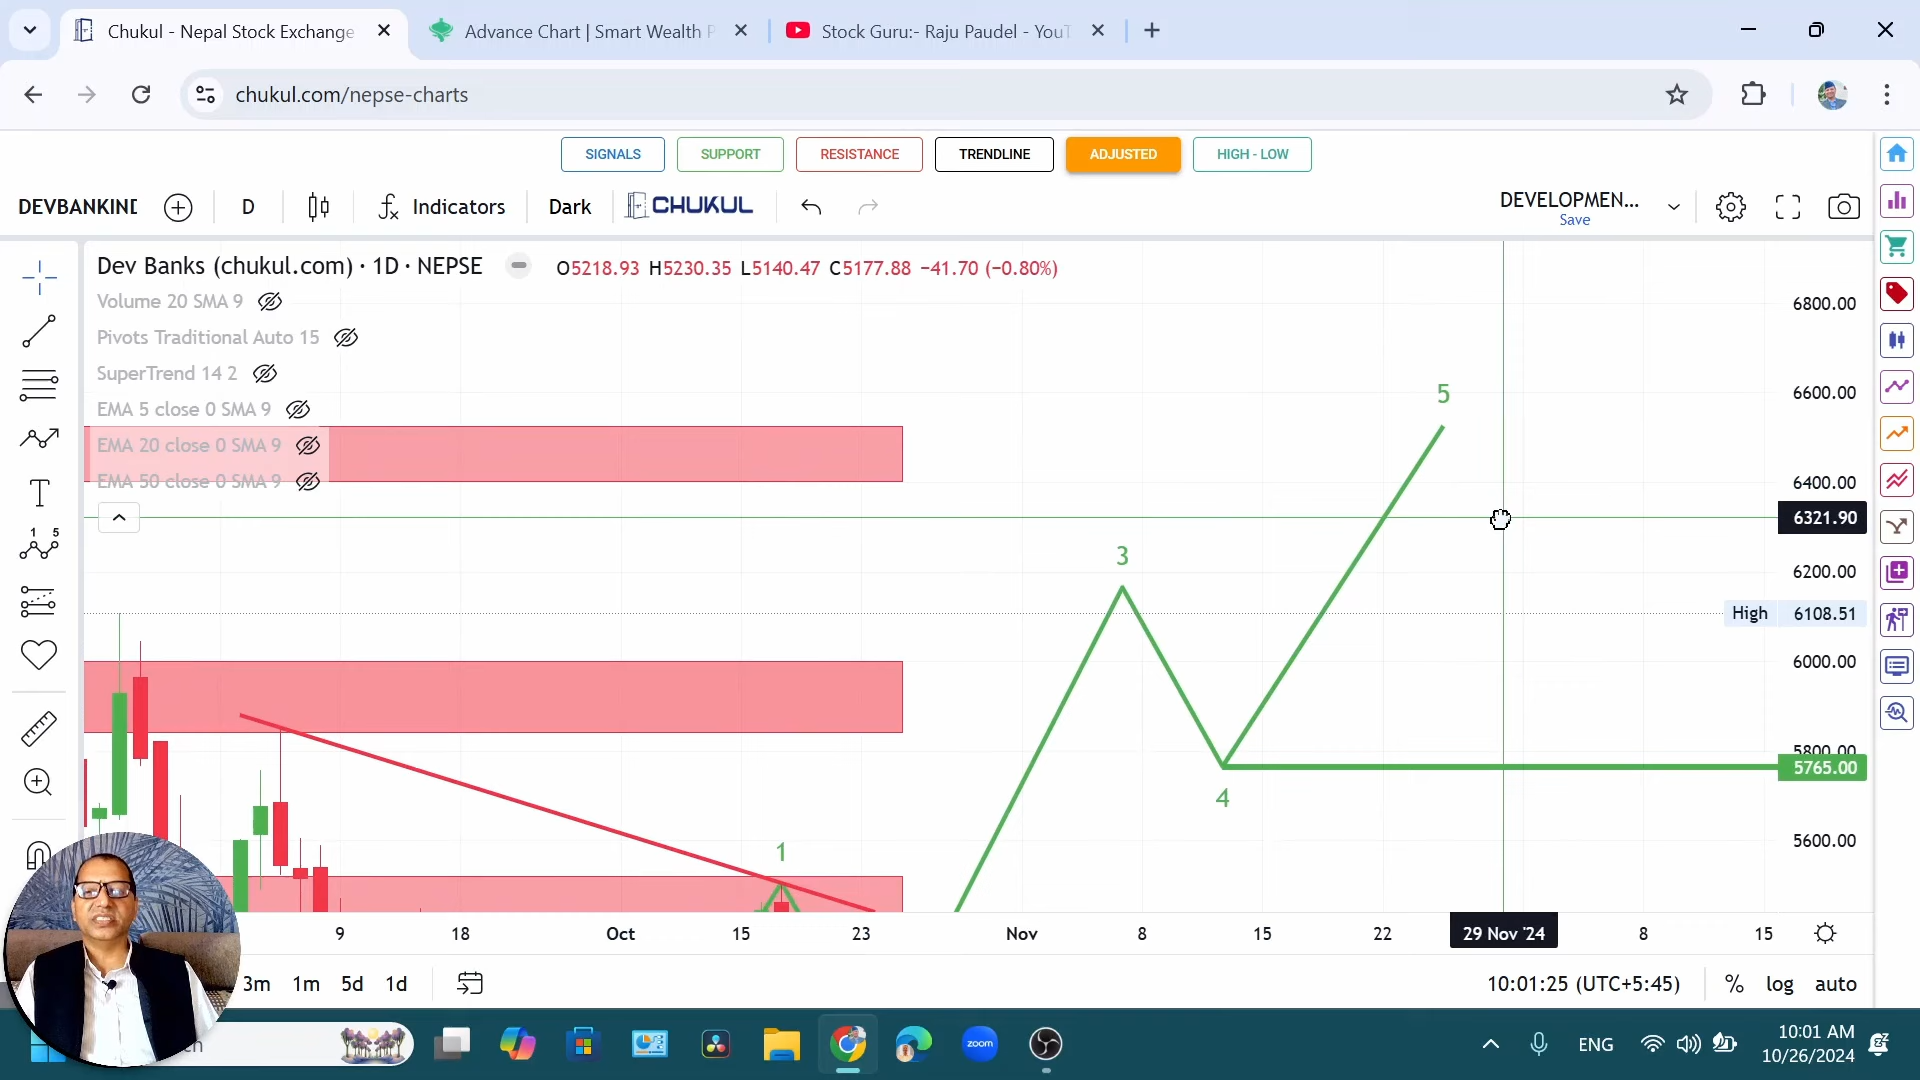 Chukul - Nepal Stock Exchange
Advance Chart | Smart Wealth P
Stock Guru:- Raju Paudel - YouT
chukul.com/nepse-charts
SIGNALS
SUPPORT
RESISTANCE
TRENDLINE
ADJUSTED
HIGH - LOW
DEVBANKIND
D
Indicators
Dark
CHUKUL
DEVELOPMEN...
Save
Dev Banks (chukul.com) · 1D · NEPSE
O5218.93 H5230.35 L5140.47 C5177.88 −41.70 (−0.80%)
Volume 20 SMA 9
Pivots Traditional Auto 15
SuperTrend 14 2
EMA 5 close 0 SMA 9
EMA 20 close 0 SMA 9
EMA 50 close 0 SMA 9
6800.00
6600.00
6400.00
6321.90
6200.00
High 6108.51
6000.00
5800.00
5765.00
5600.00
5
3
4
1
T
1 5
9 18 Oct 15 23 Nov 8 15 22 29 Nov '24 8 15
3m 1m 5d 1d
10:01:25 (UTC+5:45)
% log auto
zoom
ENG
10:01 AM
10/26/2024